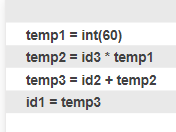 temp1 = int(60)
temp2 = id3 * temp1
temp3 = id2 + temp2
id1 = temp3